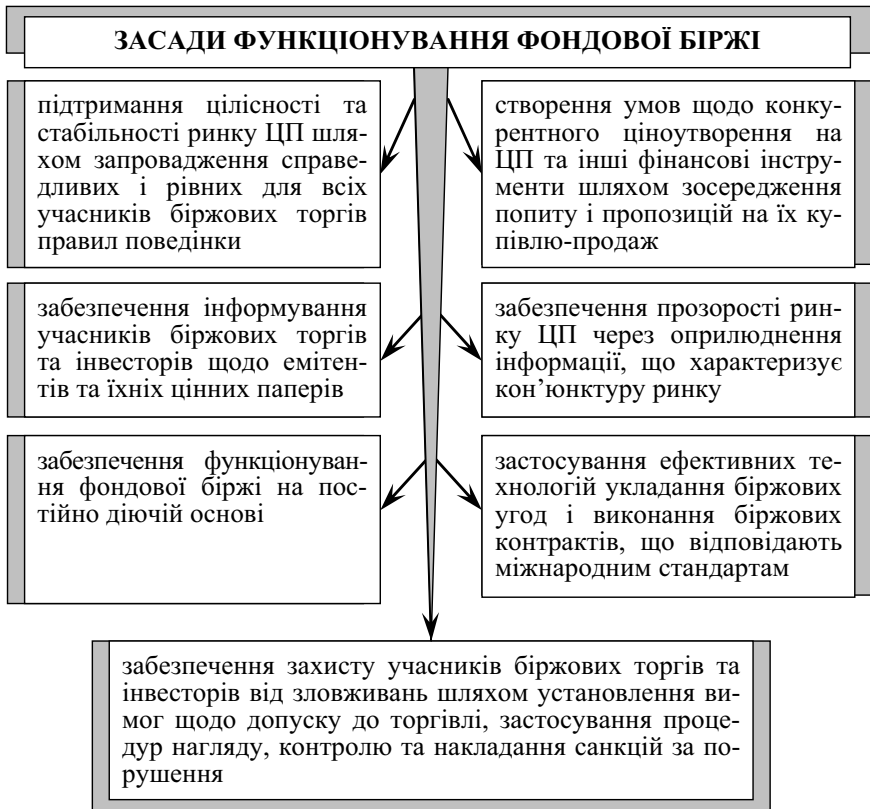 ЗАСАДИ ФУНКЦІОНУВАННЯ ФОНДОВОЇ БІРЖІ
підтримання цілісності та
стабільності ринку ЦП шля-
хом запровадження справе-
дливих і рівних для всіх
учасників біржових торгів
правил поведінки
створення умов щодо конку-
рентного ціноутворення на
ЦП та інші фінансові інстру-
менти шляхом зосередження
попиту і пропозицій на їх ку-
півлю-продаж
забезпечення інформування
учасників біржових торгів
та інвесторів щодо емітен-
тів та їхніх цінних паперів
забезпечення прозорості рин-
ку ЦП через оприлюднення
інформації, що характеризує
кон’юнктуру ринку
забезпечення функціонуван-
ня фондової біржі на пос-
тійно діючій основі
застосування ефективних те-
хнологій укладання біржових
угод і виконання біржових
контрактів, що відповідають
міжнародним стандартам
забезпечення захисту учасників біржових торгів та
інвесторів від зловживань шляхом установлення ви-
мог щодо допуску до торгівлі, застосування проце-
дур нагляду, контролю та накладання санкцій за по-
рушення